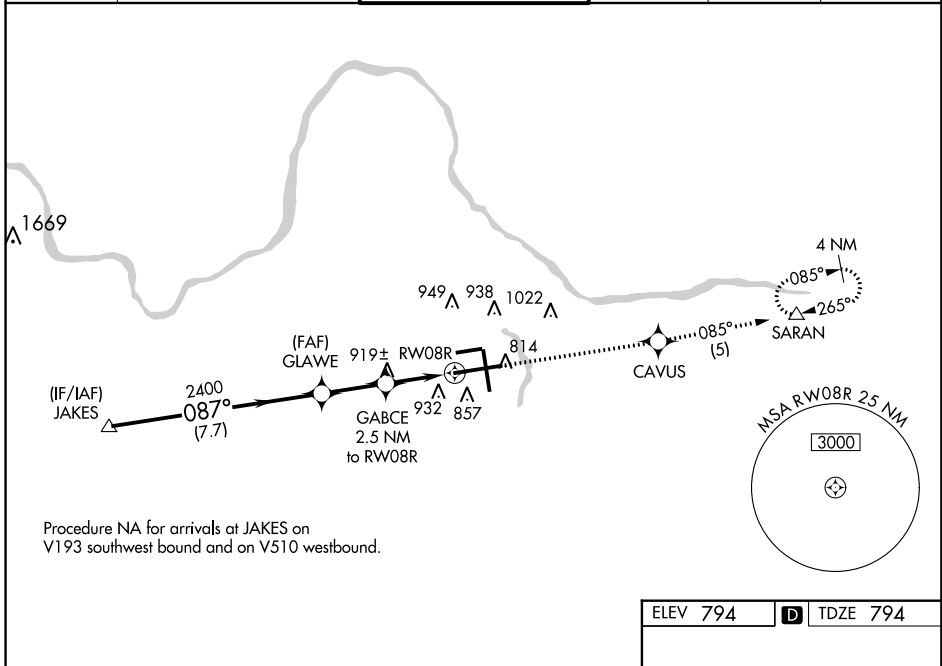 1669
4 NM
085°
265°
SARAN
949
938
1022
085°
(5)
814
(FAF)
GLAWE
919±
RW08R
CAVUS
(IF/IAF)
JAKES
2400
087°
(7.7)
932
857
GABCE
2.5 NM
to RW08R
MSA RW08R 25 NM
3000
Procedure NA for arrivals at JAKES on
V193 southwest bound and on V510 westbound.
ELEV 794 D TDZE 794